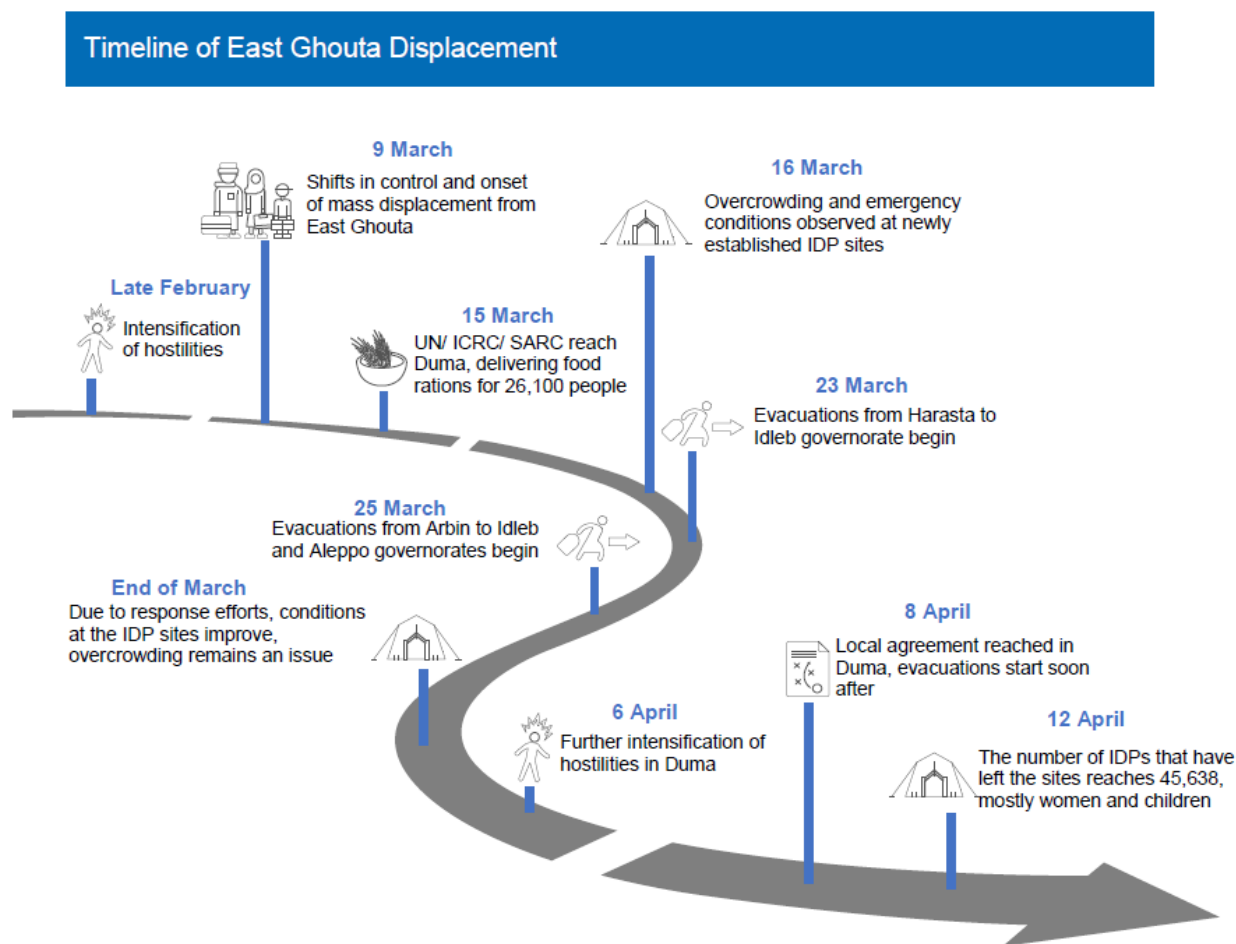 Timeline of East Ghouta Displacement
Late February
Intensification
of hostilities
9 March
Shifts in control and onset
of mass displacement from
East Ghouta
15 March
UN/ ICRC/ SARC reach
Duma, delivering food
rations for 26,100 people
16 March
Overcrowding and emergency
conditions observed at newly
established IDP sites
23 March
Evacuations from Harasta to
Idleb governorate begin
25 March
Evacuations from Arbin to Idleb
and Aleppo governorates begin
End of March
Due to response efforts, conditions
at the IDP sites improve,
overcrowding remains an issue
6 April
Further intensification of
hostilities in Duma
8 April
Local agreement reached in
Duma, evacuations start soon
after
12 April
The number of IDPs that have
left the sites reaches 45,638,
mostly women and children